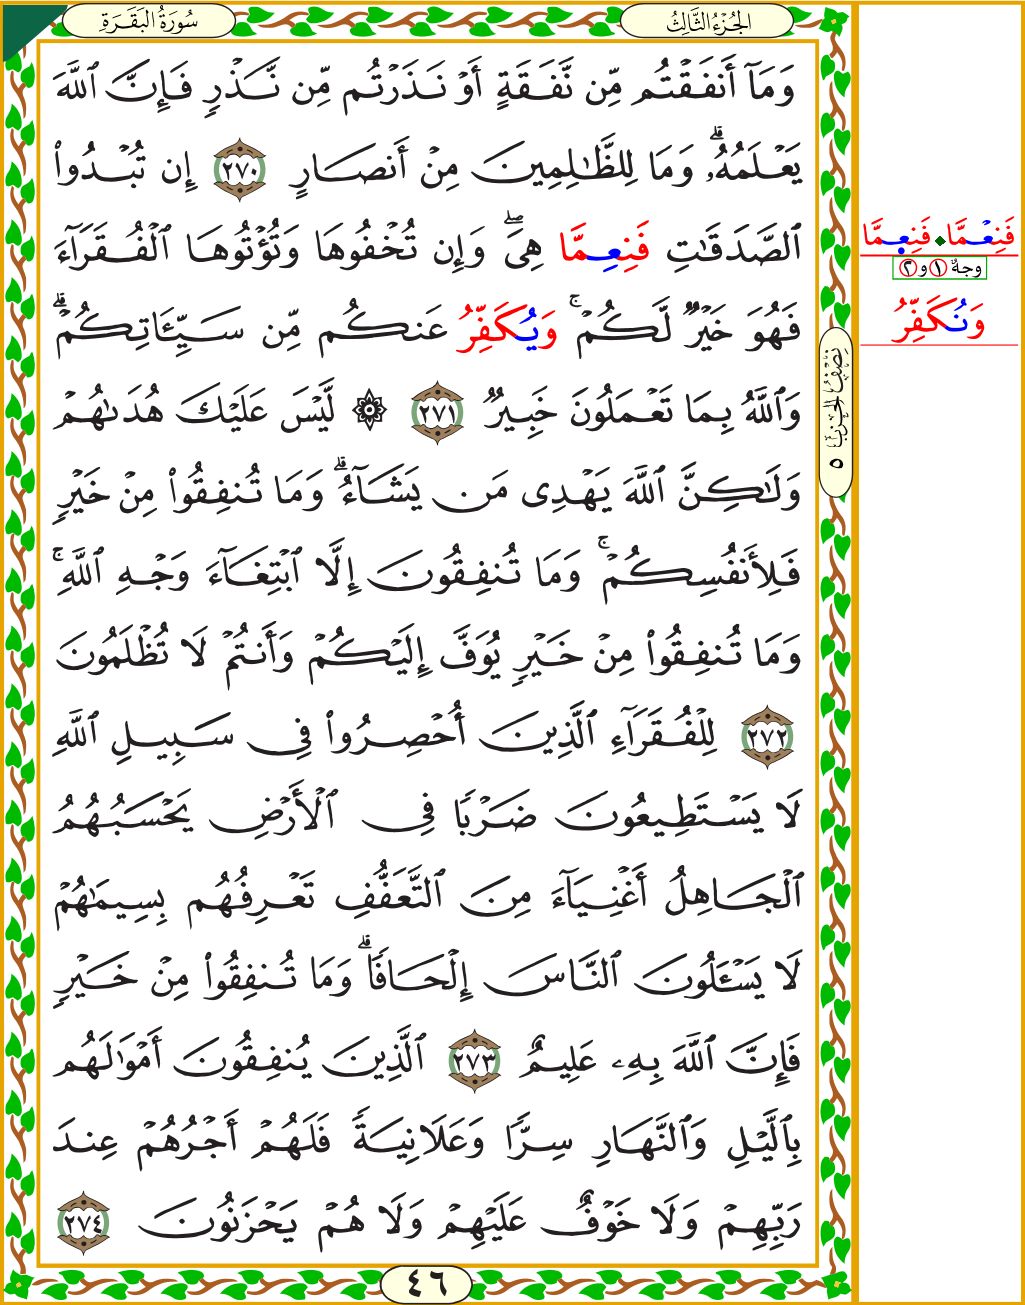 الجُزْءُ الثَّالِثُ
سُورَةُ البَقَرَةِ
وَمَآ أَنفَقْتُم مِّن نَّفَقَةٍ أَوْ نَذَرْتُم مِّن نَّذْرٍ فَإِنَّ ٱللَّهَ
يَعْلَمُهُۥۗ وَمَا لِلظَّٰلِمِينَ مِنْ أَنصَارٍ ٢٧٠ إِن تُبْدُوا۟
ٱلصَّدَقَٰتِ فَنِعِمَّا هِىَۖ وَإِن تُخْفُوهَا وَتُؤْتُوهَا ٱلْفُقَرَآءَ
فَهُوَ خَيْرٌ لَّكُمْۚ وَيُكَفِّرُ عَنكُم مِّن سَيِّـَٔاتِكُمْۗ
وَٱللَّهُ بِمَا تَعْمَلُونَ خَبِيرٌ ٢٧١ ۞ لَّيْسَ عَلَيْكَ هُدَىٰهُمْ
وَلَٰكِنَّ ٱللَّهَ يَهْدِى مَن يَشَآءُۗ وَمَا تُنفِقُوا۟ مِنْ خَيْرٍ
فَلِأَنفُسِكُمْۚ وَمَا تُنفِقُونَ إِلَّا ٱبْتِغَآءَ وَجْهِ ٱللَّهِۚ
وَمَا تُنفِقُوا۟ مِنْ خَيْرٍ يُوَفَّ إِلَيْكُمْ وَأَنتُمْ لَا تُظْلَمُونَ
٢٧٢ لِلْفُقَرَآءِ ٱلَّذِينَ أُحْصِرُوا۟ فِى سَبِيلِ ٱللَّهِ
لَا يَسْتَطِيعُونَ ضَرْبًا فِى ٱلْأَرْضِ يَحْسَبُهُمُ
ٱلْجَاهِلُ أَغْنِيَآءَ مِنَ ٱلتَّعَفُّفِ تَعْرِفُهُم بِسِيمَٰهُمْ
لَا يَسْـَٔلُونَ ٱلنَّاسَ إِلْحَافًاۗ وَمَا تُنفِقُوا۟ مِنْ خَيْرٍ
فَإِنَّ ٱللَّهَ بِهِۦ عَلِيمٌ ٢٧٣ ٱلَّذِينَ يُنفِقُونَ أَمْوَٰلَهُم
بِٱلَّيْلِ وَٱلنَّهَارِ سِرًّا وَعَلَانِيَةً فَلَهُمْ أَجْرُهُمْ عِندَ
رَبِّهِمْ وَلَا خَوْفٌ عَلَيْهِمْ وَلَا هُمْ يَحْزَنُونَ ٢٧٤
٤٦
نِصْفُ الحِزْبِ ٥
فَنِعْمَّا ۰ فَنِعِمَّا
وجهٌ ١ و ٢
وَنُكَفِّرُ